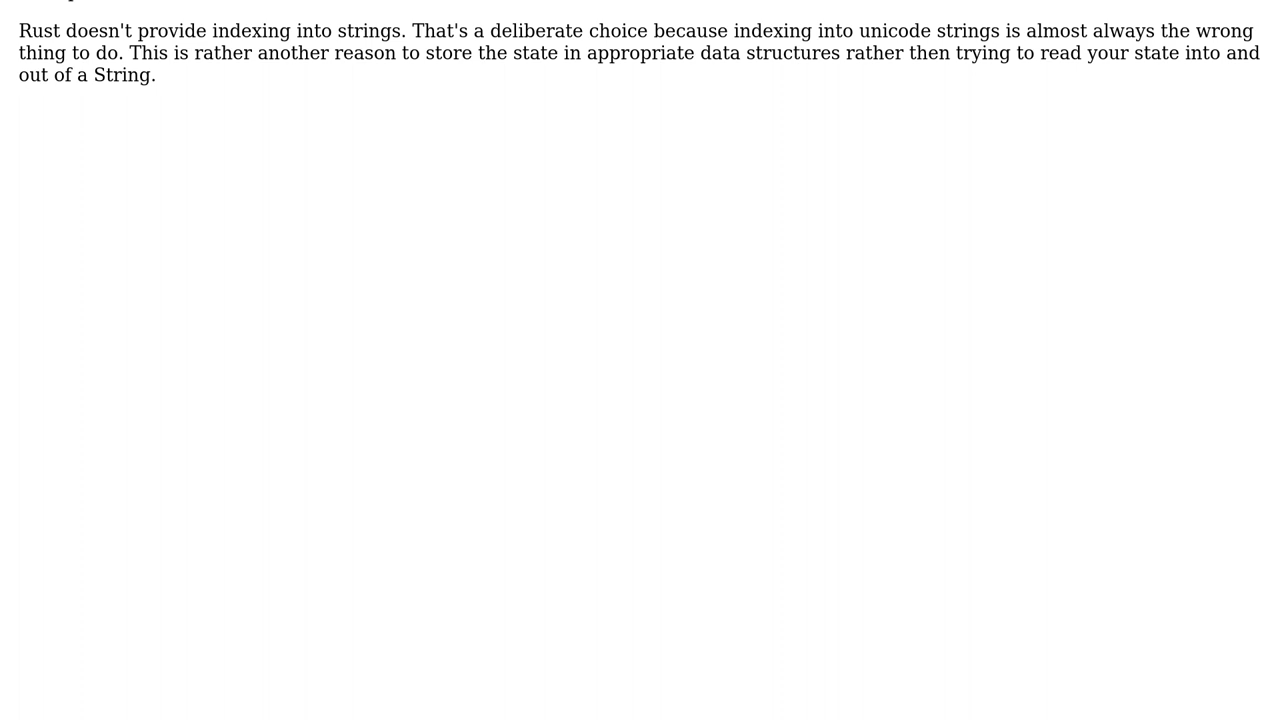 Rust doesn't provide indexing into strings. That's a deliberate choice because indexing into unicode strings is almost always the wrong
thing to do. This is rather another reason to store the state in appropriate data structures rather then trying to read your state into and
out of a String.